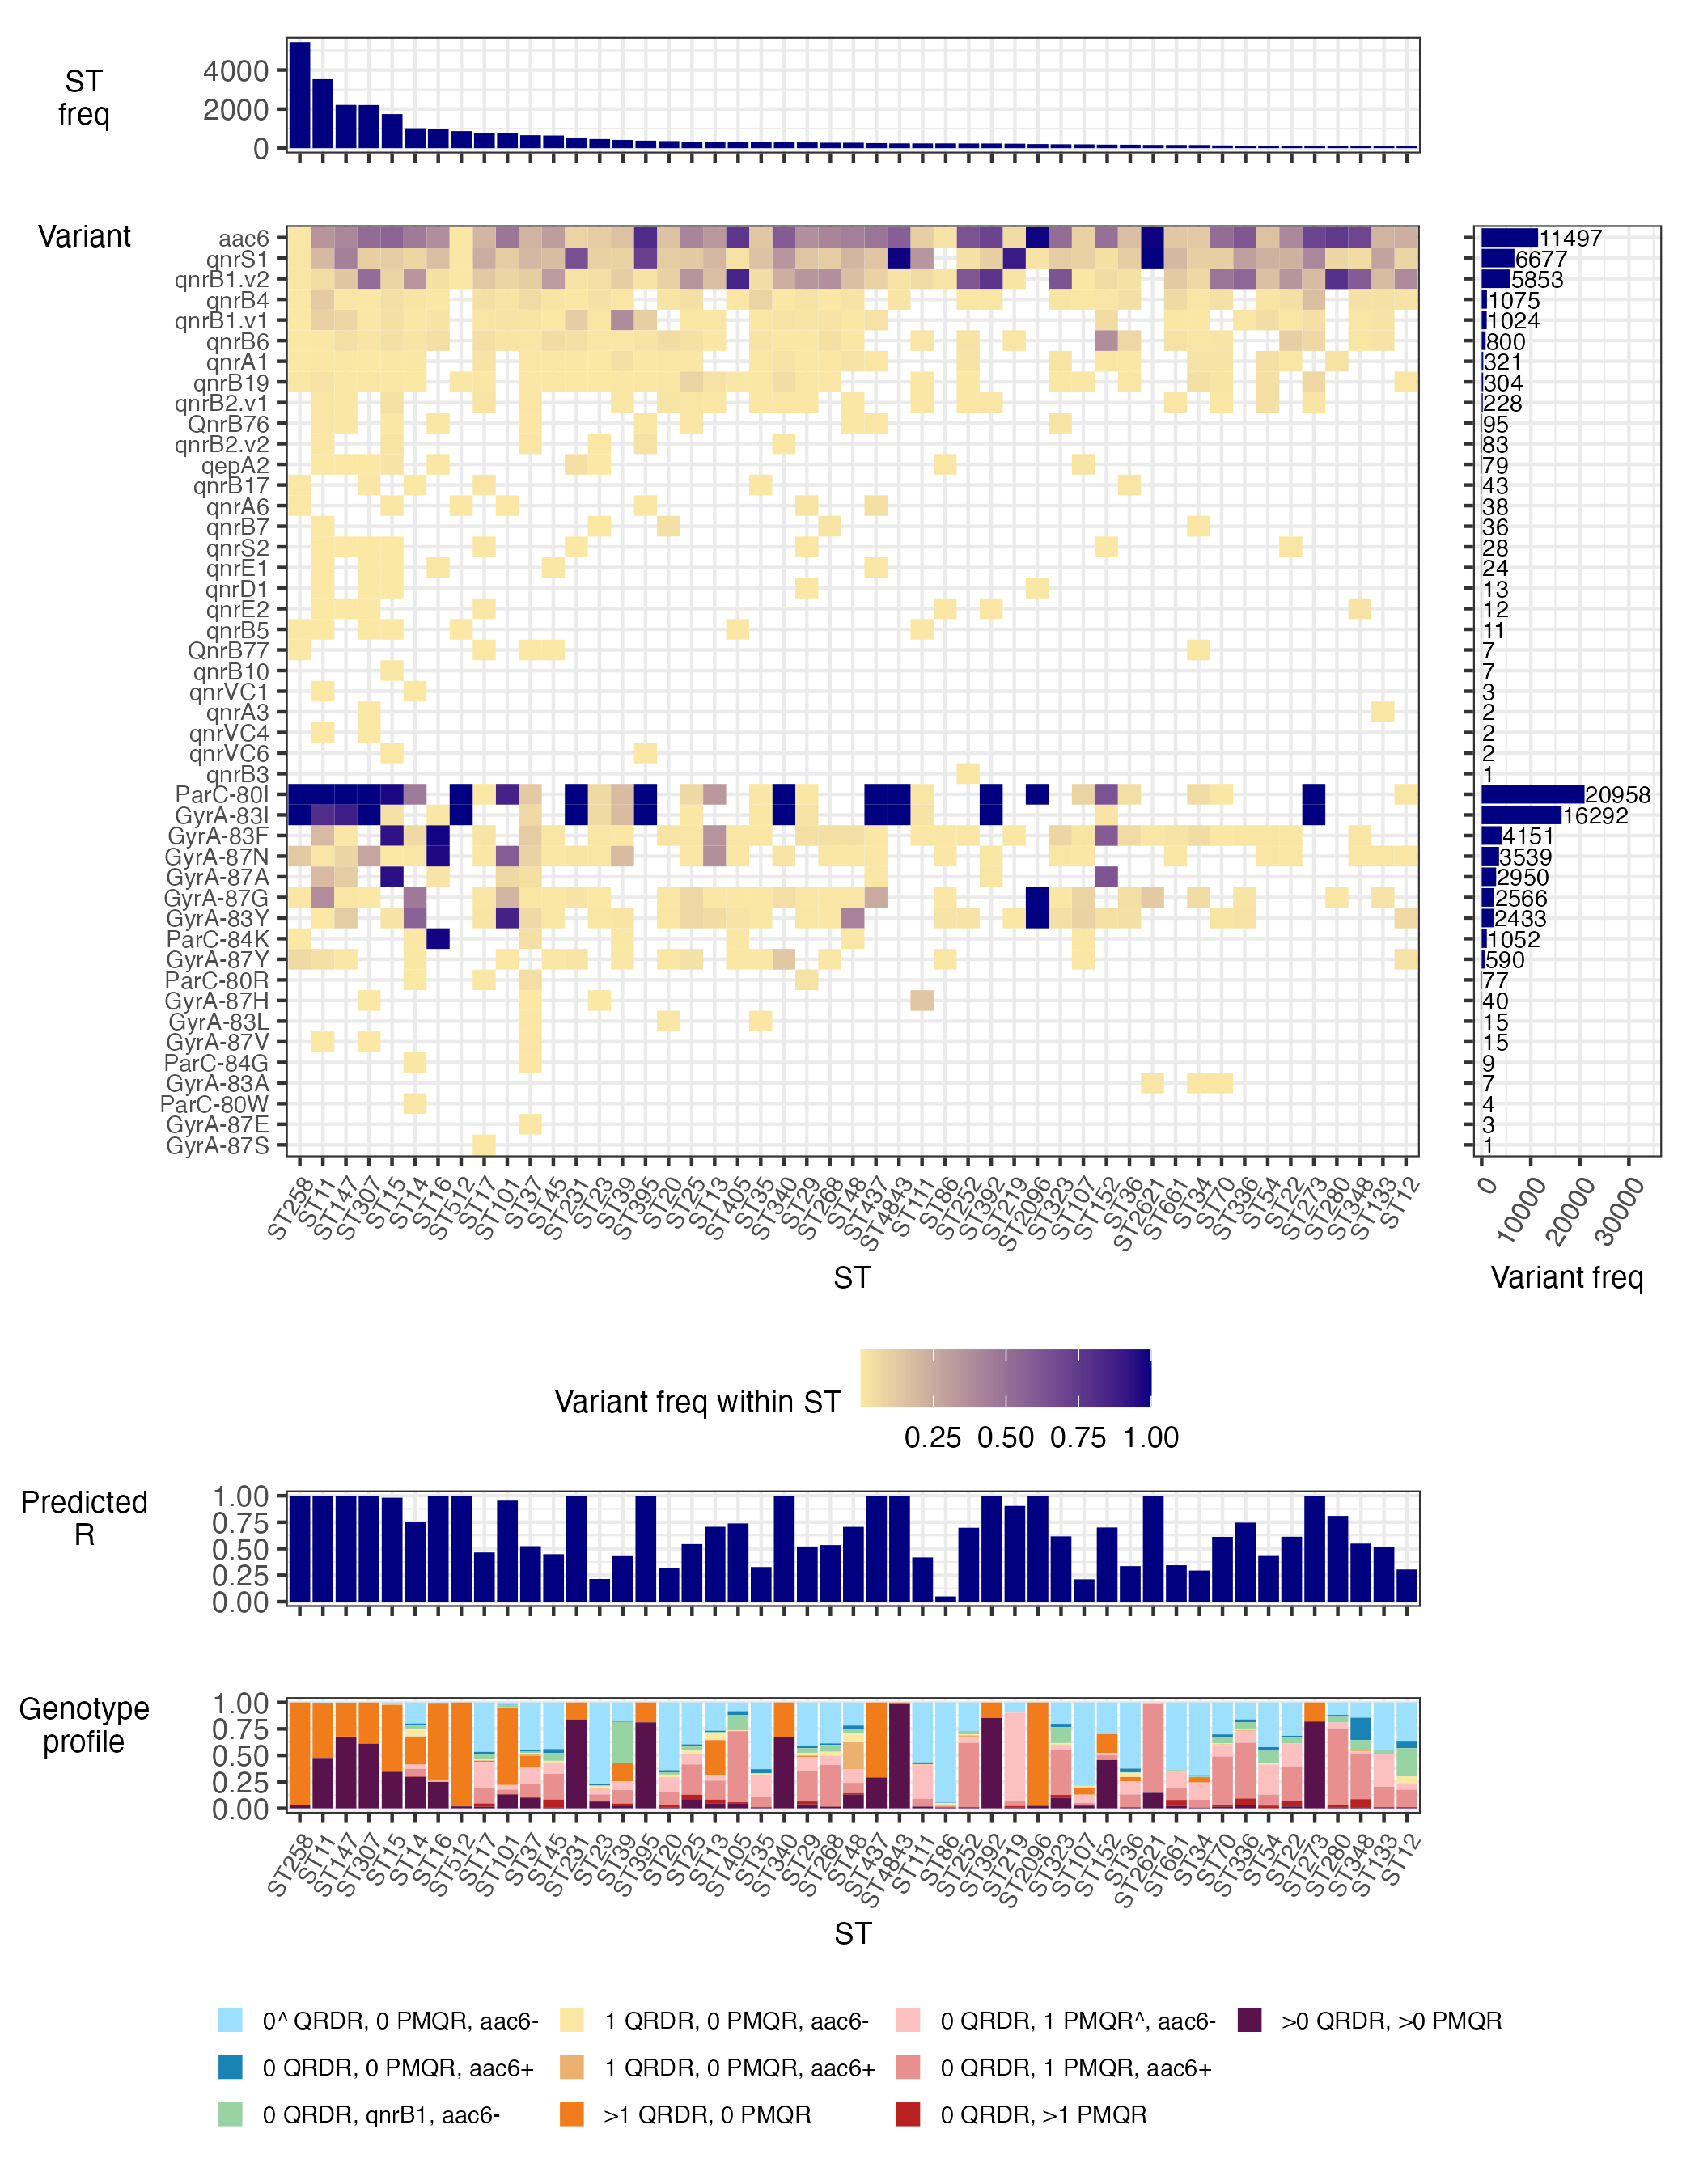 ST
freq
4000
2000
0
Variant
aac6
qnrS1
qnrB1.v2
qnrB4
qnrB1.v1
qnrB6
qnrA1
qnrB19
qnrB2.v1
QnrB76
qnrB2.v2
qepA2
qnrB17
qnrA6
qnrB7
qnrS2
qnrE1
qnrD1
qnrE2
qnrB5
QnrB77
qnrB10
qnrVC1
qnrA3
qnrVC4
qnrVC6
qnrB3
ParC-80I
GyrA-83I
GyrA-83F
GyrA-87N
GyrA-87A
GyrA-87G
GyrA-83Y
ParC-84K
GyrA-87Y
ParC-80R
GyrA-87H
GyrA-83L
GyrA-87V
ParC-84G
GyrA-83A
ParC-80W
GyrA-87E
GyrA-87S
11497
6677
5853
1075
1024
800
321
304
228
95
83
79
43
38
36
28
24
13
12
11
7
7
3
2
2
2
1
20958
16292
4151
3539
2950
2566
2433
1052
590
77
40
15
15
9
7
4
3
1
ST258 ST11 ST147 ST307 ST15 ST14 ST16 ST512 ST17 ST101 ST37 ST45 ST231 ST23 ST39 ST395 ST20 ST25 ST13 ST405 ST35 ST340 ST29 ST268 ST48 ST437 ST4843 ST111 ST86 ST252 ST392 ST219 ST2096 ST323 ST107 ST152 ST136 ST2621 ST661 ST34 ST70 ST336 ST54 ST22 ST273 ST280 ST348 ST133 ST12
0 10000 20000 30000
ST
Variant freq
Variant freq within ST
0.25 0.50 0.75 1.00
Predicted
R
1.00
0.75
0.50
0.25
0.00
Genotype
profile
1.00
0.75
0.50
0.25
0.00
ST258 ST11 ST147 ST307 ST15 ST14 ST16 ST512 ST17 ST101 ST37 ST45 ST231 ST23 ST39 ST395 ST20 ST25 ST13 ST405 ST35 ST340 ST29 ST268 ST48 ST437 ST4843 ST111 ST86 ST252 ST392 ST219 ST2096 ST323 ST107 ST152 ST136 ST2621 ST661 ST34 ST70 ST336 ST54 ST22 ST273 ST280 ST348 ST133 ST12
ST
0^ QRDR, 0 PMQR, aac6- 1 QRDR, 0 PMQR, aac6- 0 QRDR, 1 PMQR^, aac6- >0 QRDR, >0 PMQR
0 QRDR, 0 PMQR, aac6+ 1 QRDR, 0 PMQR, aac6+ 0 QRDR, 1 PMQR, aac6+
0 QRDR, qnrB1, aac6- >1 QRDR, 0 PMQR 0 QRDR, >1 PMQR